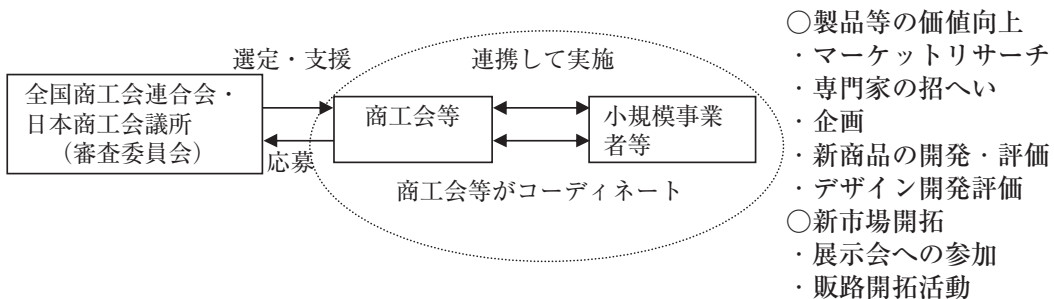 選定・支援
連携して実施
全国商工会連合会・
日本商工会議所
(審査委員会)
商工会等
小規模事業
者等
応募
商工会等がコーディネート
○製品等の価値向上
・マーケットリサーチ
・専門家の招へい
・企画
・新商品の開発・評価
・デザイン開発評価
○新市場開拓
・展示会への参加
・販路開拓活動